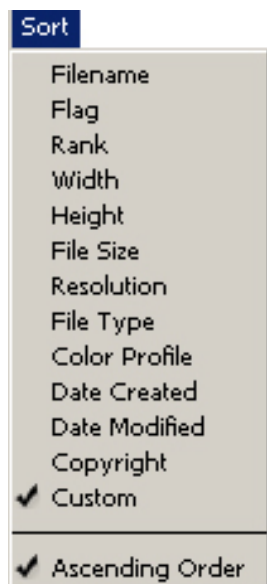 Sort
Filename
Flag
Rank
Width
Height
File Size
Resolution
File Type
Color Profile
Date Created
Date Modified
Copyright
Custom
Ascending Order